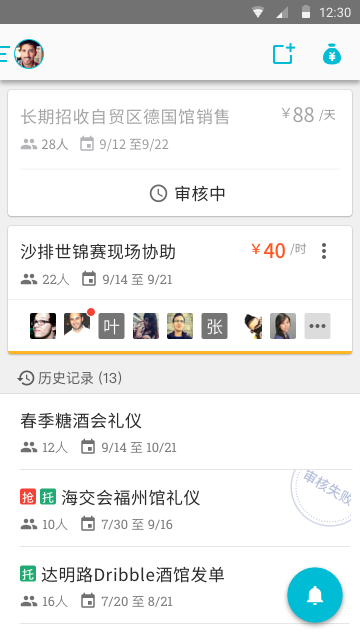 12:30
¥
长期招收自贸区德国馆销售 ¥88 /天
28人 9/12 至9/22
审核中
沙排世锦赛现场协助 ¥40 /时
22人 9/14 至 9/21
叶 张
历史记录 (13)
春季糖酒会礼仪
12人 9/14 至 10/21
抢 托 海交会福州馆礼仪 审核失败
10人 7/30 至 9/16
托 达明路Dribble酒馆发单
16人 7/20 至 8/21